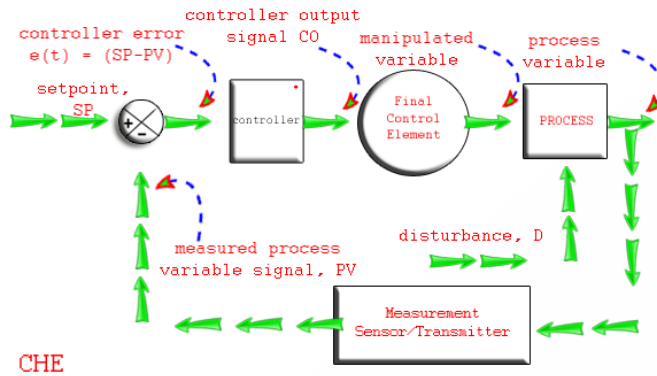 controller output
signal CO
controller error
e(t) = (SP-PV)
manipulated
variable
process
variable
setpoint,
SP
+
-
controller
Final
Control
Element
PROCESS
measured process
variable signal, PV
disturbance, D
Measurement
Sensor/Transmitter
CHE